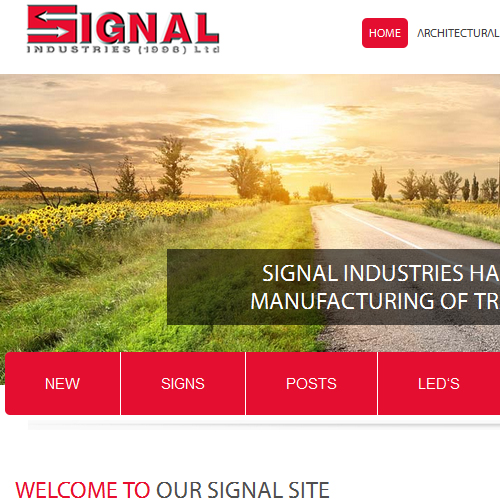 SIGNAL
INDUSTRIES (1996) Ltd
HOME ARCHITECTURAL
SIGNAL INDUSTRIES HA
MANUFACTURING OF TR
NEW SIGNS POSTS LED'S
WELCOME TO OUR SIGNAL SITE